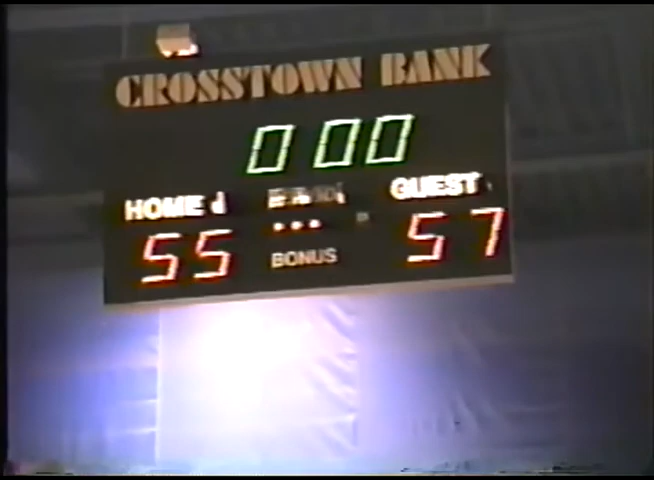 CROSSTOWN BANK
0 00
HOME GUEST
55 57
BONUS